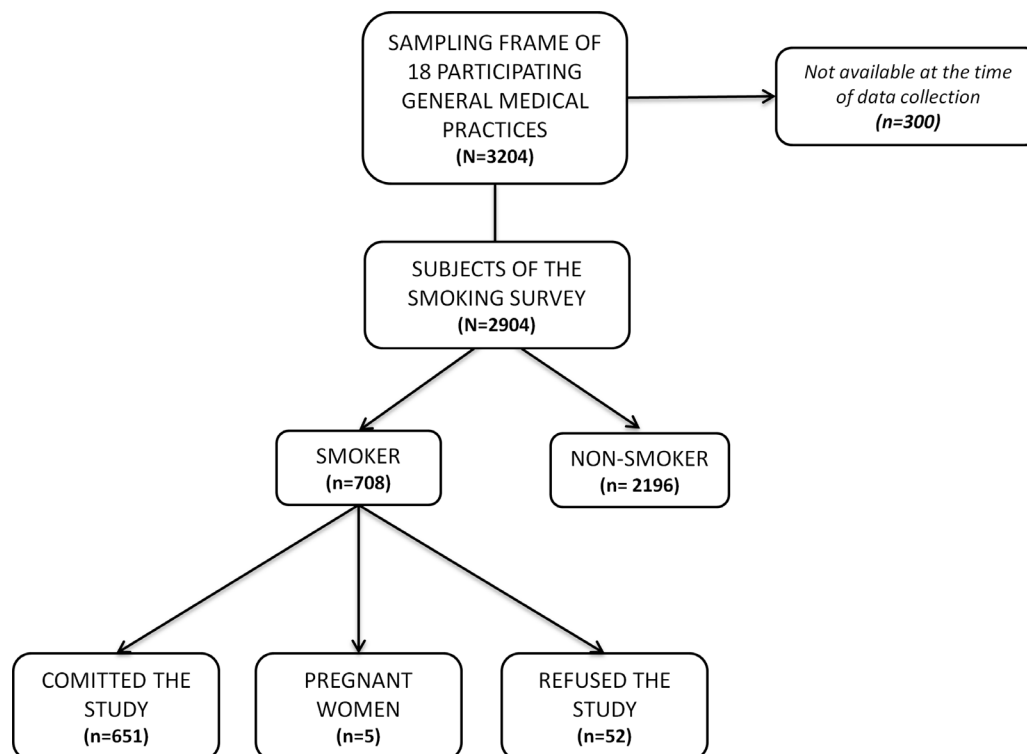 SAMPLING FRAME OF
18 PARTICIPATING
GENERAL MEDICAL
PRACTICES
(N=3204)
Not available at the time
of data collection
(n=300)
SUBJECTS OF THE
SMOKING SURVEY
(N=2904)
SMOKER
(n=708)
NON-SMOKER
(n= 2196)
COMITTED THE
STUDY
(n=651)
PREGNANT
WOMEN
(n=5)
REFUSED THE
STUDY
(n=52)